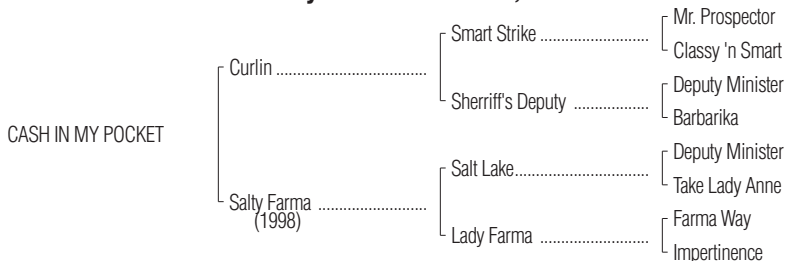 Mr. Prospector
Smart Strike ............................
Classy 'n Smart
Curlin ......................................
Deputy Minister
Sherriff's Deputy ...................
Barbarika
CASH IN MY POCKET
Deputy Minister
Salt Lake..................................
Take Lady Anne
Salty Farma ...........................
(1998)
Farma Way
Lady Farma ...........................
Impertinence